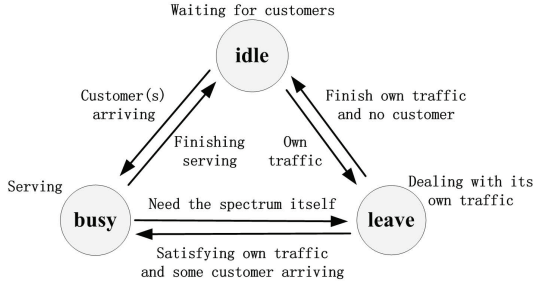 Waiting for customers
idle
Customer(s)
arriving
Finish own traffic
and no customer
Finishing
serving
Own
traffic
Serving
Dealing with its
own traffic
busy
Need the spectrum itself
leave
Satisfying own traffic
and some customer arriving